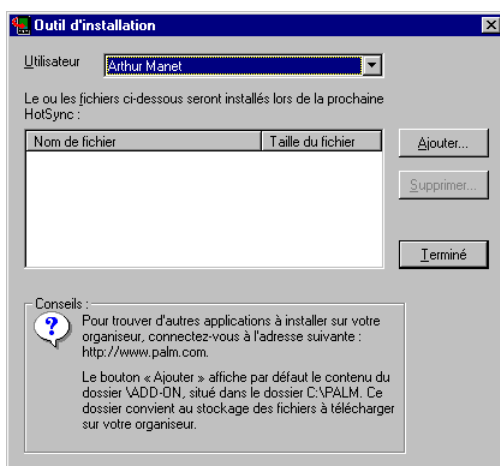 Outil d'installation
Utilisateur
Arthur Manet
Le ou les fichiers ci-dessous seront installés lors de la prochaine
HotSync :
Nom de fichier
Taille du fichier
Ajouter...
Supprimer...
Terminé
Conseils :
Pour trouver d'autres applications à installer sur votre
organiseur, connectez-vous à l'adresse suivante :
http://www.palm.com.
Le bouton « Ajouter » affiche par défaut le contenu du
dossier \ADD-ON, situé dans le dossier C:\PALM. Ce
dossier convient au stockage des fichiers à télécharger
sur votre organiseur.